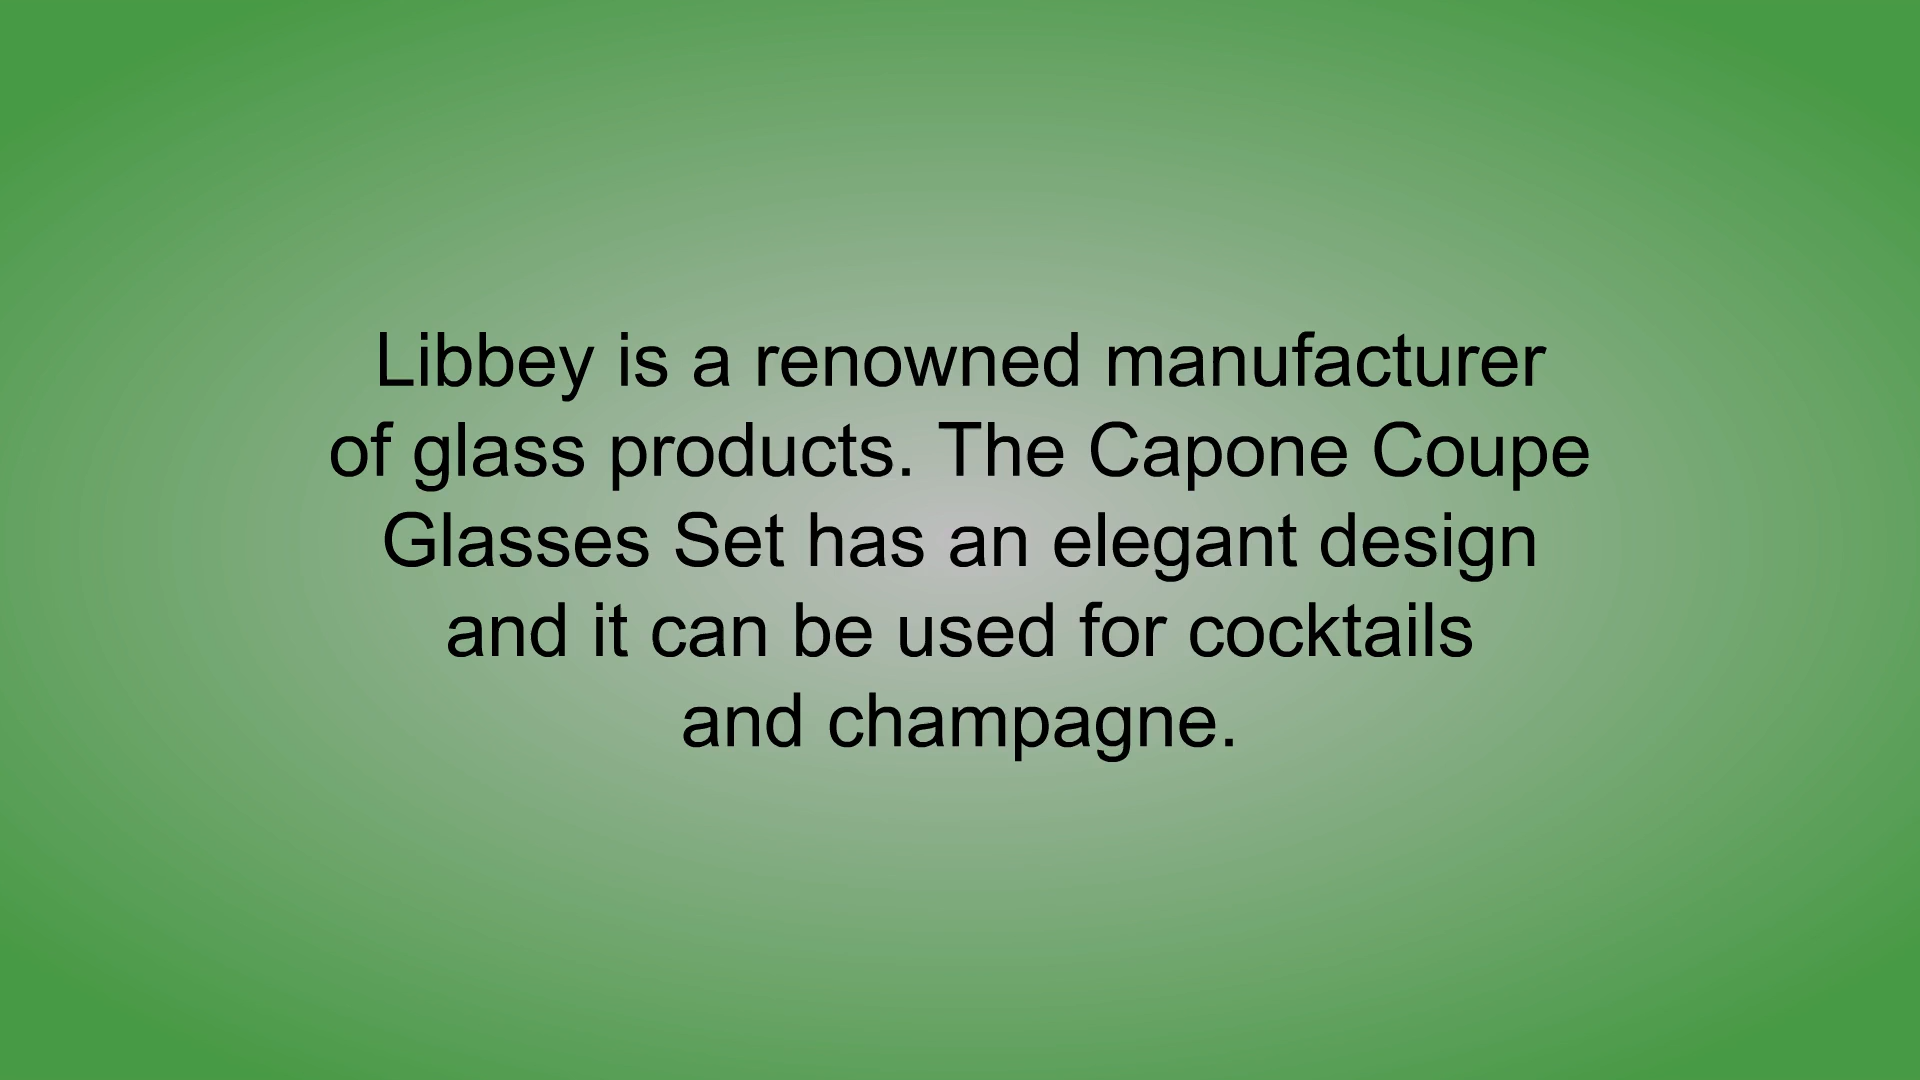 Libbey is a renowned manufacturer
of glass products. The Capone Coupe
Glasses Set has an elegant design
and it can be used for cocktails
and champagne.